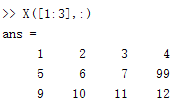 >> X([1:3],:)
ans =
1 2 3 4
5 6 7 99
9 10 11 12